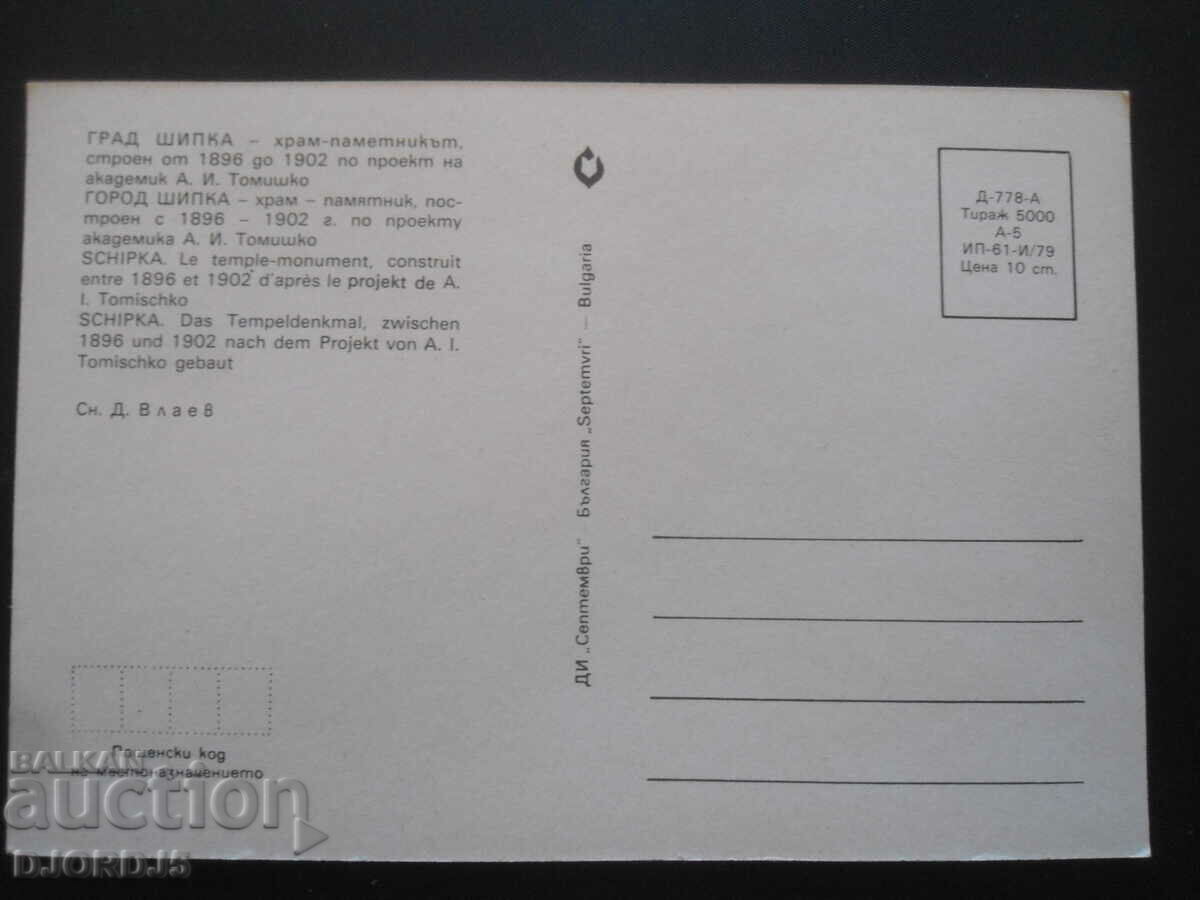 ГРАД ШИПКА – храм-паметникът,
строен от 1896 до 1902 по проект на
академик А. И. Томишко
ГОРОД ШИПКА – храм – памятник, пос-
троен с 1896 – 1902 г. по проекту
академика А. И. Томишко
SCHIPKA. Le temple-monument, construit
entre 1896 et 1902 d'après le projekt de A.
I. Tomischko
SCHIPKA. Das Tempeldenkmal, zwischen
1896 und 1902 nach dem Projekt von A. I.
Tomischko gebaut
Сн. Д. Влаев
Пощенски код
на местоназначението
ДИ „Септември" България „Septemvri" — Bulgaria
Д-778-А
Тираж 5000
А-5
ИП-61-И/79
Цена 10 ст.
BALKAN
auction
DJORDJ5